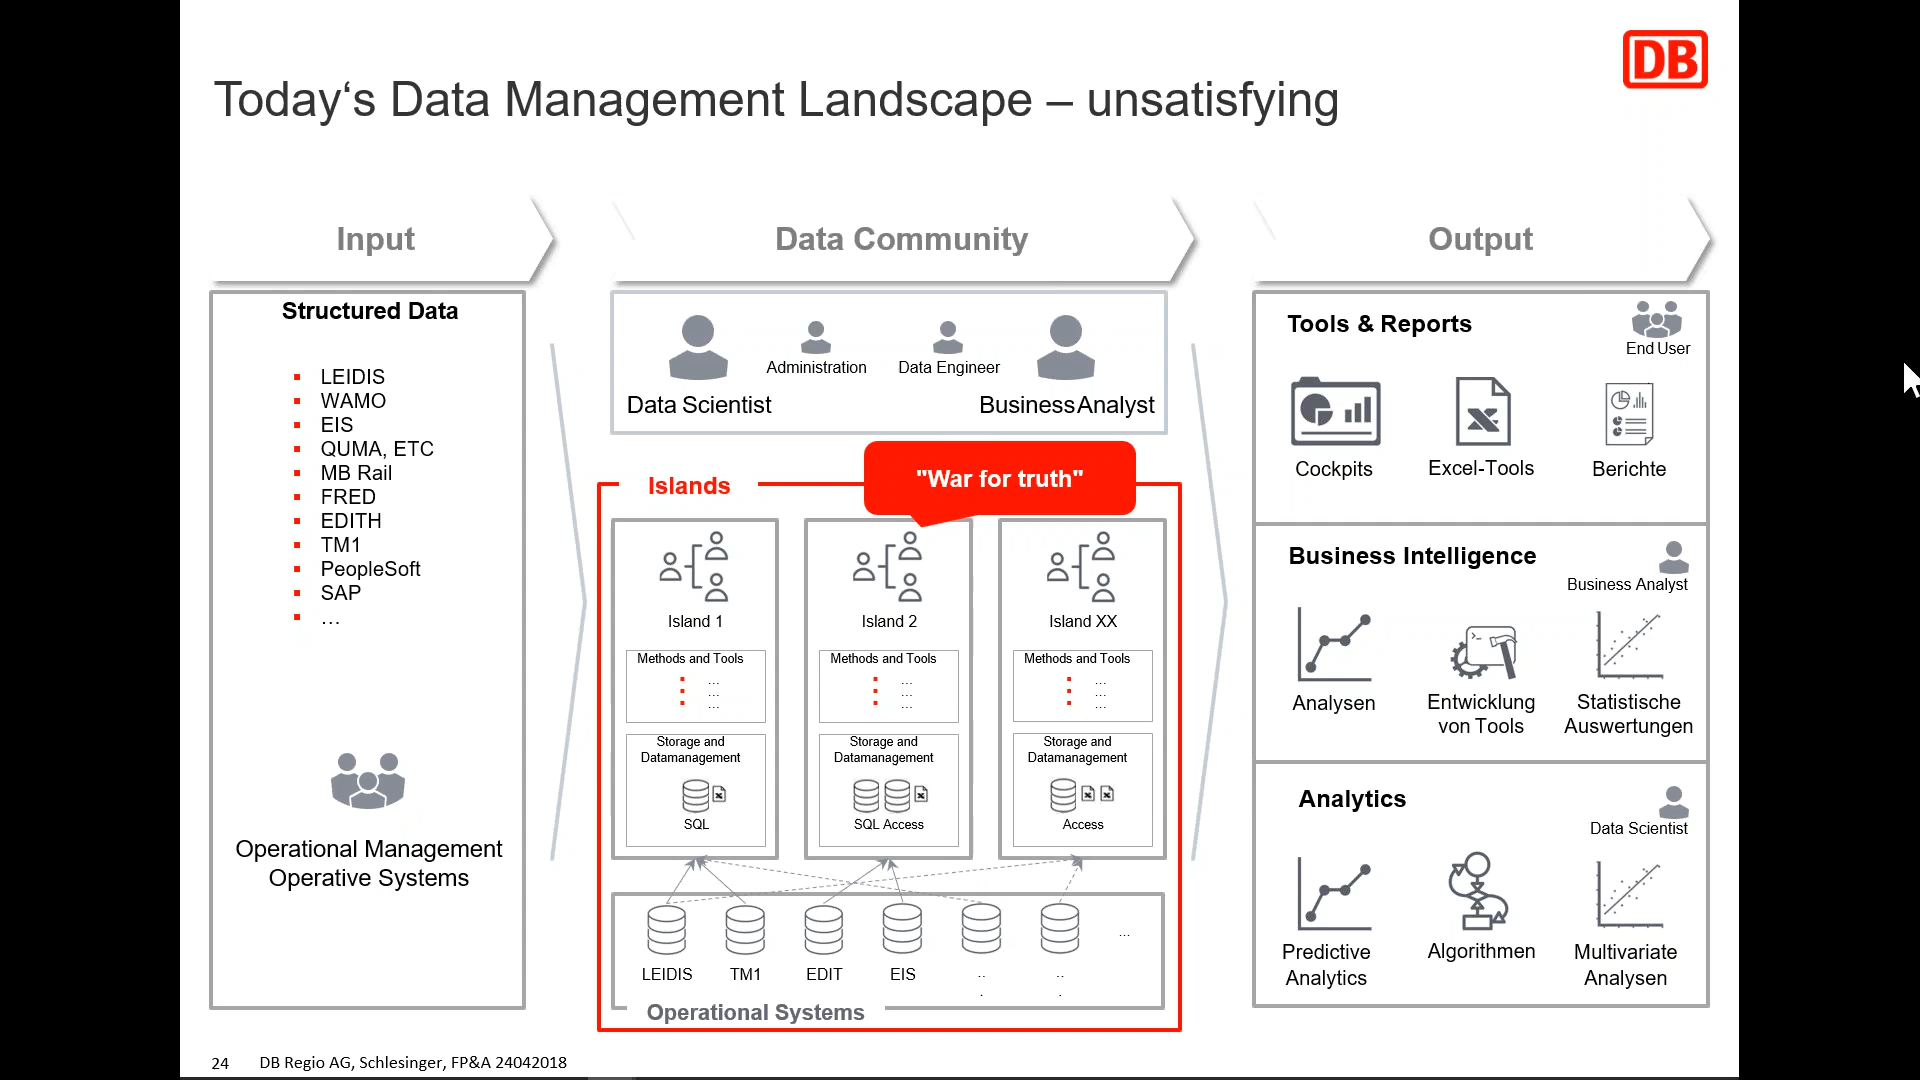 DB
Today‘s Data Management Landscape – unsatisfying
Input
Data Community
Output
Structured Data
LEIDIS
WAMO
EIS
QUMA, ETC
MB Rail
FRED
EDITH
TM1
PeopleSoft
SAP
…
Operational Management
Operative Systems
Data Scientist
Administration
Data Engineer
Business Analyst
Islands
"War for truth"
Island 1
Methods and Tools
...
...
...
Storage and
Datamanagement
SQL
Island 2
Methods and Tools
...
...
...
Storage and
Datamanagement
SQL Access
Island XX
Methods and Tools
...
...
...
Storage and
Datamanagement
Access
LEIDIS
TM1
EDIT
EIS
..
.
..
.
...
Operational Systems
Tools & Reports
End User
Cockpits
Excel-Tools
Berichte
Business Intelligence
Business Analyst
Analysen
Entwicklung
von Tools
Statistische
Auswertungen
Analytics
Data Scientist
Predictive
Analytics
Algorithmen
Multivariate
Analysen
24
DB Regio AG, Schlesinger, FP&A 24042018